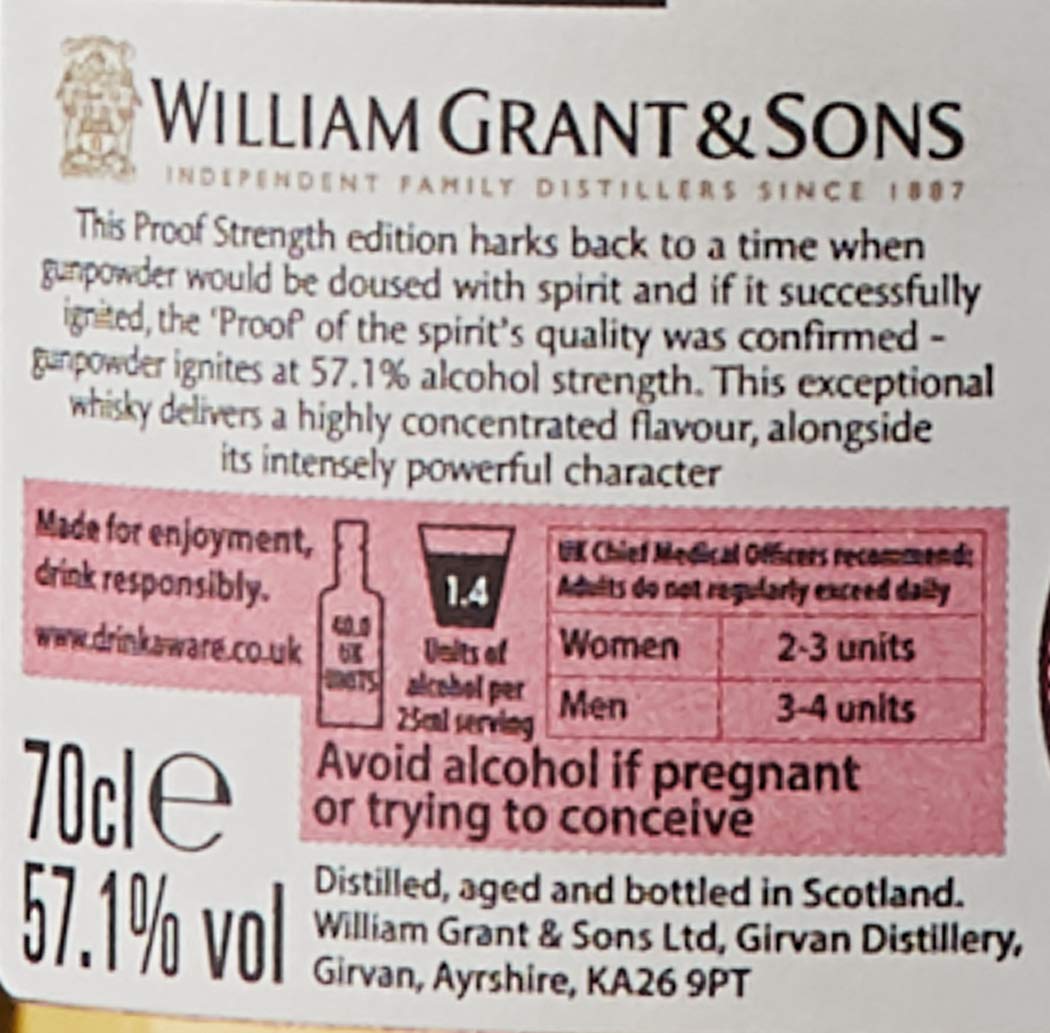 WILLIAM GRANT & SONS
INDEPENDENT FAMILY DISTILLERS SINCE 1887
This Proof Strength edition harks back to a time when
gunpowder would be doused with spirit and if it successfully
ignited, the 'Proof' of the spirit's quality was confirmed -
gunpowder ignites at 57.1% alcohol strength. This exceptional
whisky delivers a highly concentrated flavour, alongside
its intensely powerful character
Made for enjoyment,
drink responsibly.
www.drinkaware.co.uk
UK
UNITS
1.4
Units of
alcohol per
25ml serving
UK Chief Medical Officers recommend:
Adults do not regularly exceed daily
Women 2-3 units
Men 3-4 units
Avoid alcohol if pregnant
or trying to conceive
70cl e
57.1% vol
Distilled, aged and bottled in Scotland.
William Grant & Sons Ltd, Girvan Distillery,
Girvan, Ayrshire, KA26 9PT